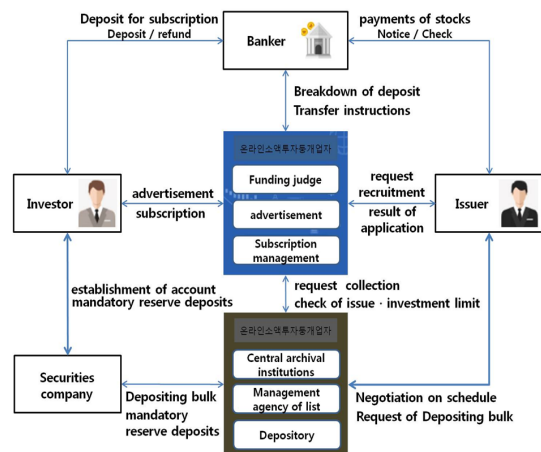 Deposit for subscription
Deposit / refund
Banker
payments of stocks
Notice / Check
Breakdown of deposit
Transfer instructions
온라인소액투자중개업자
Funding judge
advertisement
Subscription
management
Investor
advertisement
subscription
request
recruitment
result of
application
Issuer
establishment of account
mandatory reserve deposits
request collection
check of issue · investment limit
온라인소액투자중개업자
Central archival
institutions
Management
agency of list
Depository
Securities
company
Depositing bulk
mandatory
reserve deposits
Negotiation on schedule
Request of Depositing bulk